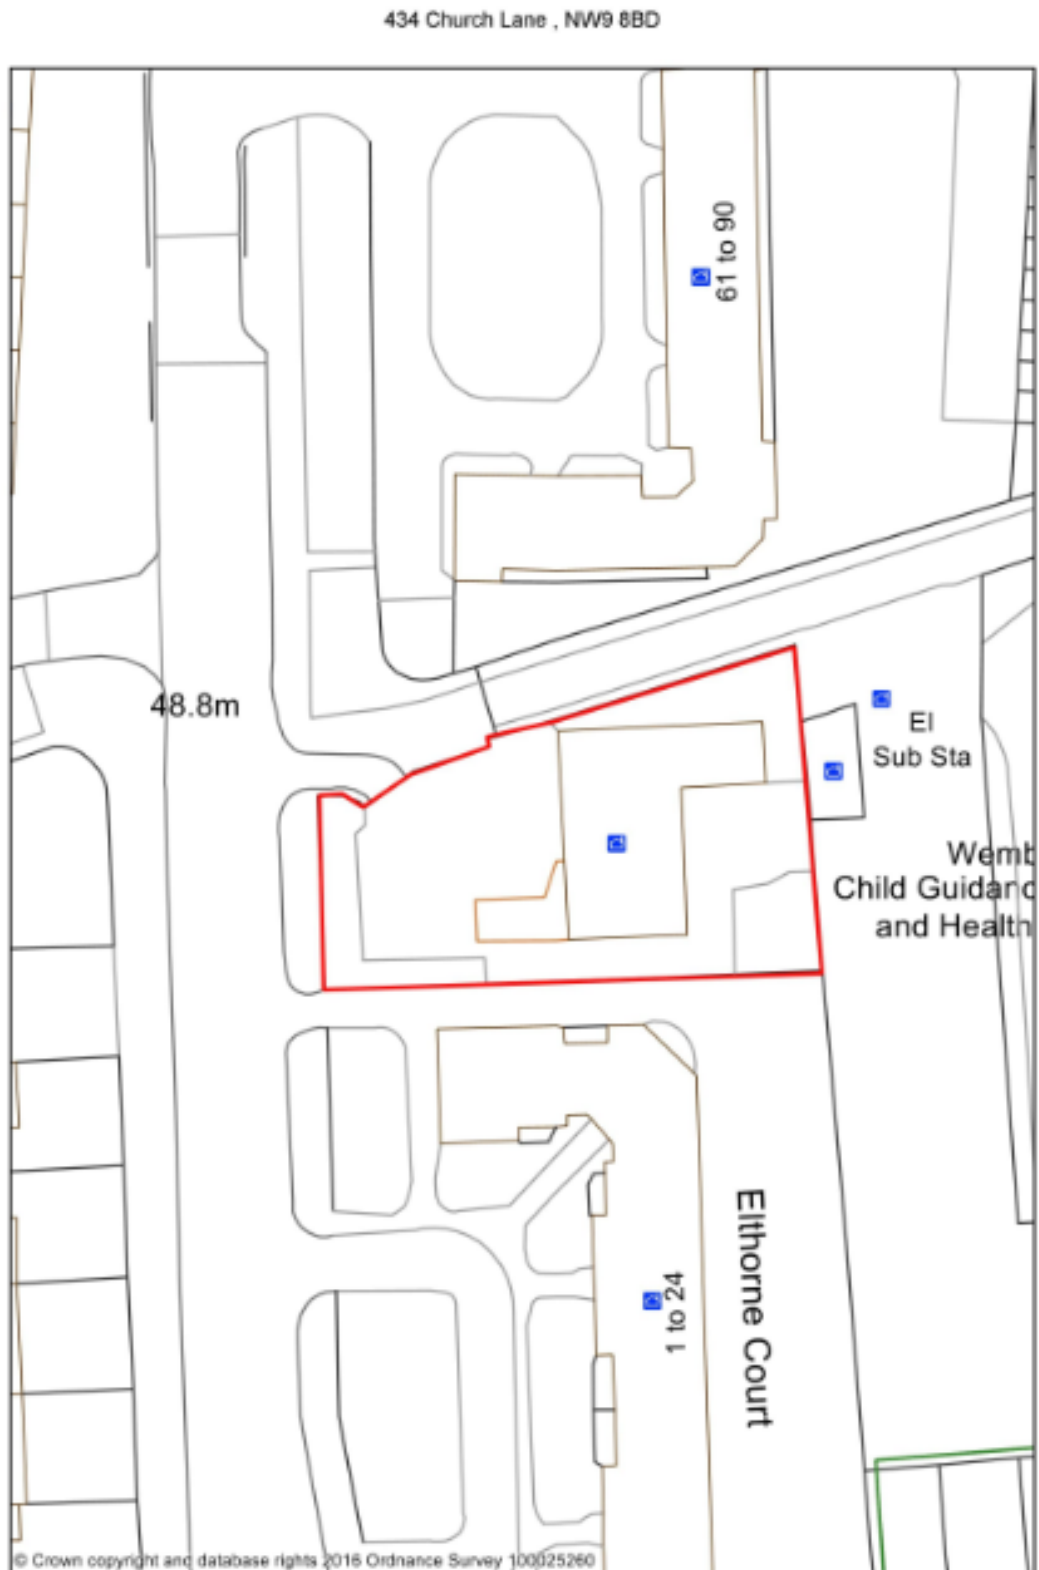 434 Church Lane , NW9 8BD
61 to 90
48.8m
El
Sub Sta
Wemb
Child Guidanc
and Health
Elthorne Court
1 to 24
© Crown copyright and database rights 2016 Ordnance Survey 100025260